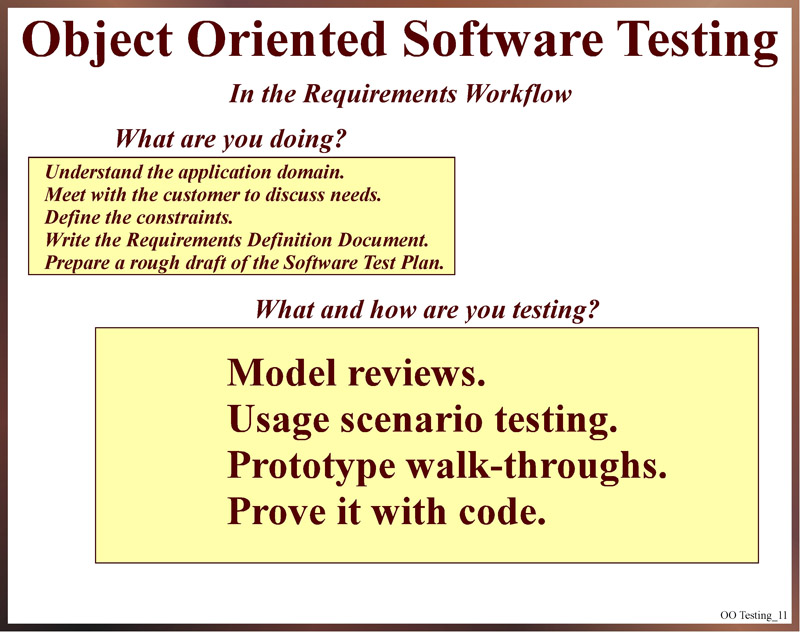 Object Oriented Software Testing
In the Requirements Workflow
What are you doing?
Understand the application domain.
Meet with the customer to discuss needs.
Define the constraints.
Write the Requirements Definition Document.
Prepare a rough draft of the Software Test Plan.
What and how are you testing?
Model reviews.
Usage scenario testing.
Prototype walk-throughs.
Prove it with code.
OO Testing_11